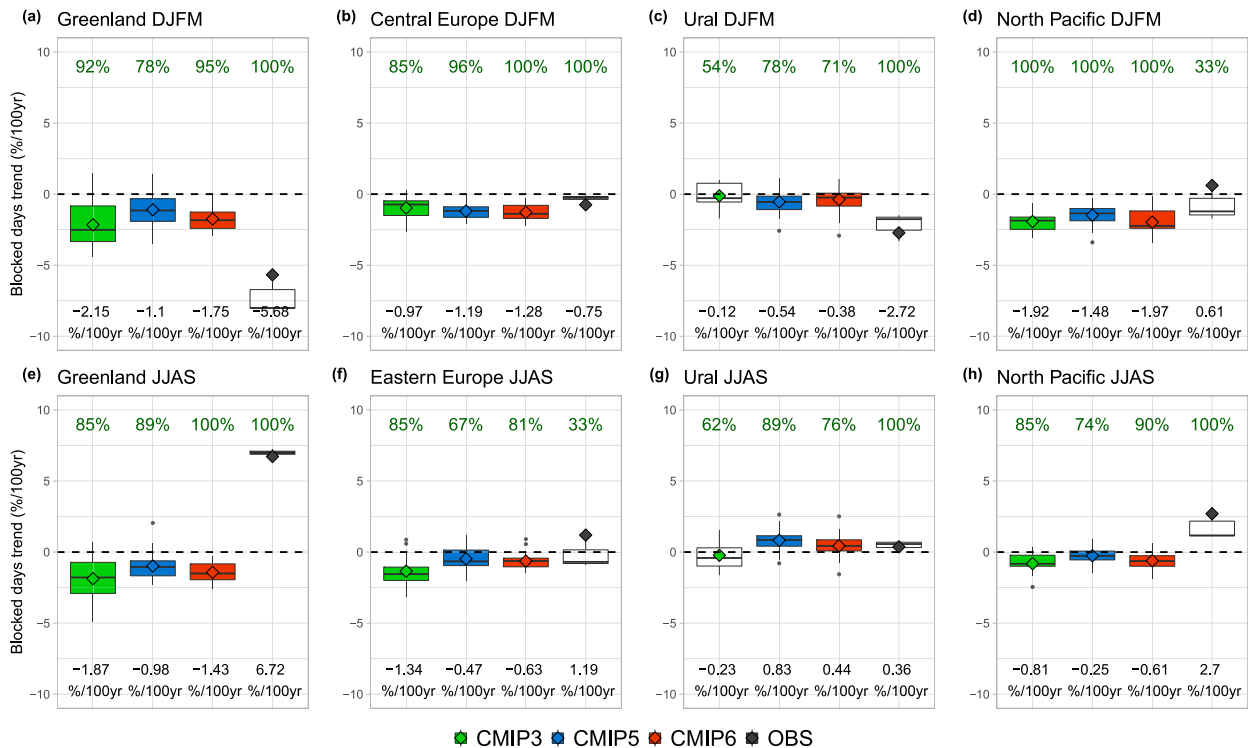 (a) Greenland DJFM
(b) Central Europe DJFM
(c) Ural DJFM
(d) North Pacific DJFM
Blocked days trend (%/100yr)
10
5
0
−5
−10
92% 78% 95% 100%
−2.15 −1.1 −1.75 −5.68
%/100yr %/100yr %/100yr %/100yr
10
5
0
−5
−10
85% 96% 100% 100%
−0.97 −1.19 −1.28 −0.75
%/100yr %/100yr %/100yr %/100yr
10
5
0
−5
−10
54% 78% 71% 100%
−0.12 −0.54 −0.38 −2.72
%/100yr %/100yr %/100yr %/100yr
10
5
0
−5
−10
100% 100% 100% 33%
−1.92 −1.48 −1.97 0.61
%/100yr %/100yr %/100yr %/100yr
(e) Greenland JJAS
(f) Eastern Europe JJAS
(g) Ural JJAS
(h) North Pacific JJAS
Blocked days trend (%/100yr)
10
5
0
−5
−10
85% 89% 100% 100%
−1.87 −0.98 −1.43 6.72
%/100yr %/100yr %/100yr %/100yr
10
5
0
−5
−10
85% 67% 81% 33%
−1.34 −0.47 −0.63 1.19
%/100yr %/100yr %/100yr %/100yr
10
5
0
−5
−10
62% 89% 76% 100%
−0.23 0.83 0.44 0.36
%/100yr %/100yr %/100yr %/100yr
10
5
0
−5
−10
85% 74% 90% 100%
−0.81 −0.25 −0.61 2.7
%/100yr %/100yr %/100yr %/100yr
CMIP3 CMIP5 CMIP6 OBS